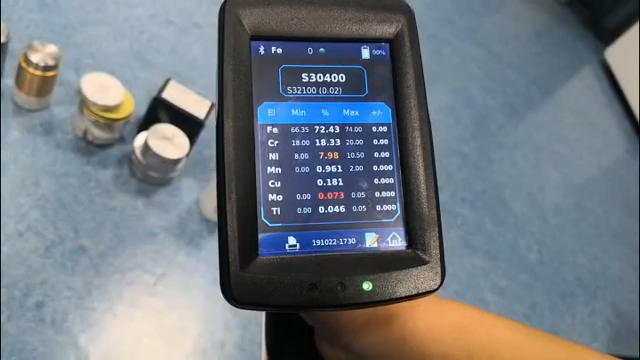 Fe 0 90%
S30400
S32100 (0.02)
El Min % Max +/-
Fe 66.35 72.43 74.00 0.00
Cr 18.00 18.33 20.00 0.00
Ni 8.00 7.98 10.50 0.00
Mn 0.00 0.961 2.00 0.000
Cu 0.181 0.000
Mo 0.00 0.073 0.05 0.000
Ti 0.00 0.046 0.05 0.000
191022-1730